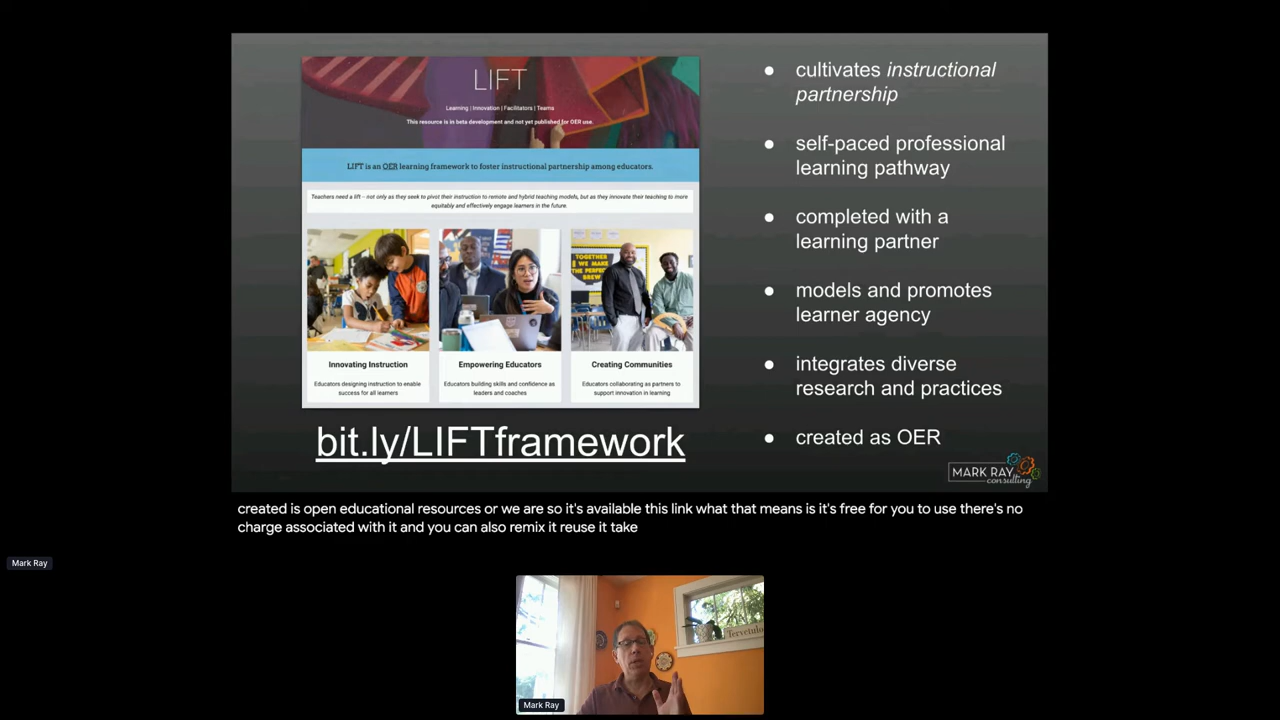 LIFT
Learning | Innovation | Facilitators | Teams
This resource is in beta development and not yet published for OER use.
LIFT is an OER learning framework to foster instructional partnership among educators.
Teachers need a lift – not only as they seek to pivot their instruction to remote and hybrid teaching models, but as they innovate their teaching to more
equitably and effectively engage learners in the future.
TOGETHER
WE MAKE
THE PERFECT
BREW
Innovating Instruction
Educators designing instruction to enable
success for all learners
Empowering Educators
Educators building skills and confidence as
leaders and coaches
Creating Communities
Educators collaborating as partners to
support innovation in learning
bit.ly/LIFTframework
● cultivates instructional
partnership
● self-paced professional
learning pathway
● completed with a
learning partner
● models and promotes
learner agency
● integrates diverse
research and practices
● created as OER
MARK RAY
consulting
created is open educational resources or we are so it's available this link what that means is it's free for you to use there's no
charge associated with it and you can also remix it reuse it take
Mark Ray
Tervetuloa
Mark Ray